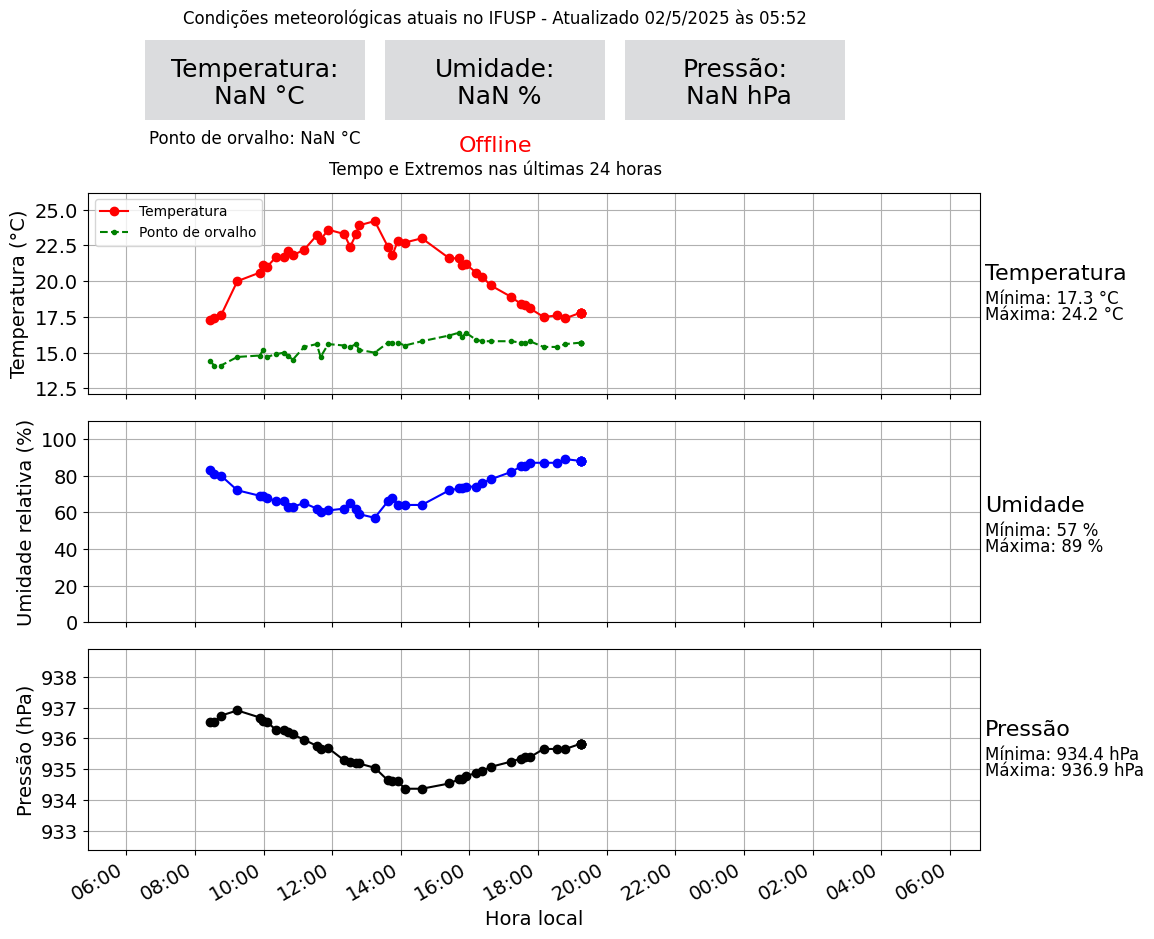 Condições meteorológicas atuais no IFUSP - Atualizado 02/5/2025 às 05:52
Temperatura:
NaN °C
Umidade:
NaN %
Pressão:
NaN hPa
Ponto de orvalho: NaN °C
Offline
Tempo e Extremos nas últimas 24 horas
Temperatura (°C)
25.0
22.5
20.0
17.5
15.0
12.5
Temperatura
Ponto de orvalho
Temperatura
Mínima: 17.3 °C
Máxima: 24.2 °C
Umidade relativa (%)
100
80
60
40
20
0
Umidade
Mínima: 57 %
Máxima: 89 %
Pressão (hPa)
938
937
936
935
934
933
Pressão
Mínima: 934.4 hPa
Máxima: 936.9 hPa
06:00
08:00
10:00
12:00
14:00
16:00
18:00
20:00
22:00
00:00
02:00
04:00
06:00
Hora local